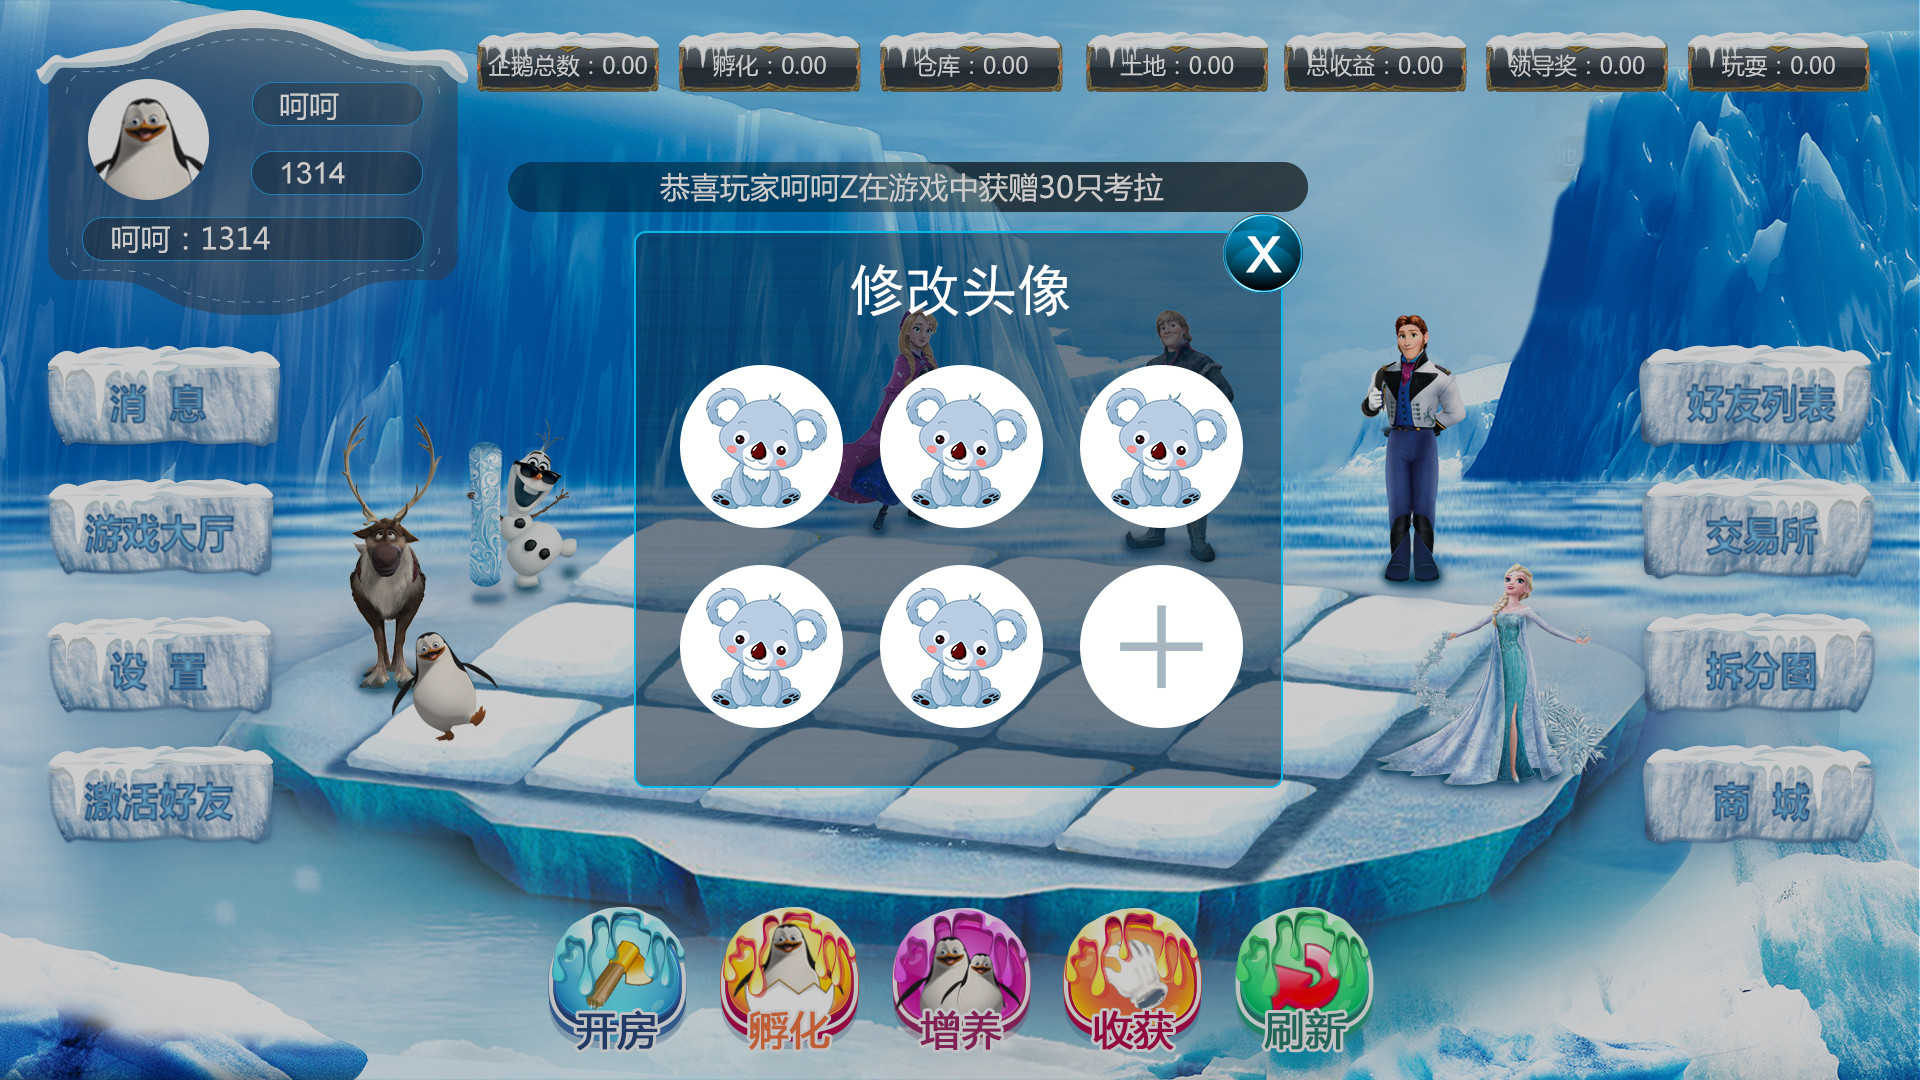 企鹅总数：0.00
孵化：0.00
仓库：0.00
土地：0.00
总收益：0.00
领导奖：0.00
玩耍：0.00
呵呵
1314
呵呵：1314
恭喜玩家呵呵Z在游戏中获赠30只考拉
X
修改头像
消 息
游戏大厅
设 置
激活好友
好友列表
交易所
拆分图
商 城
开房
孵化
增养
收获
刷新